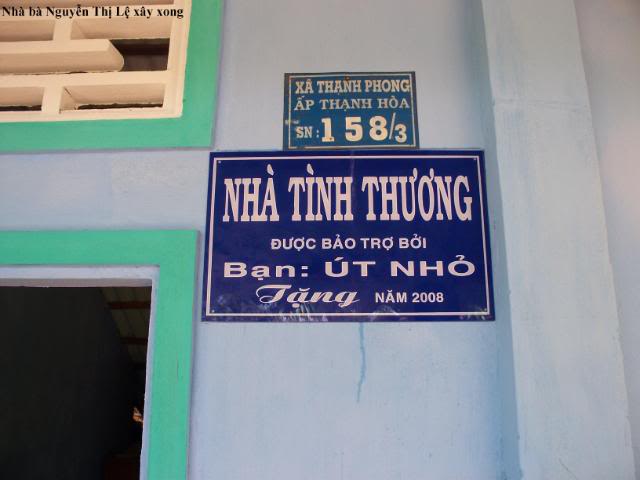 Nhà bà Nguyễn Thị Lệ xây xong
XÃ THẠNH PHONG
ẤP THẠNH HÒA
SN: 158/3
NHÀ TÌNH THƯƠNG
ĐƯỢC BẢO TRỢ BỞI
Bạn: ÚT NHỎ
Tặng NĂM 2008